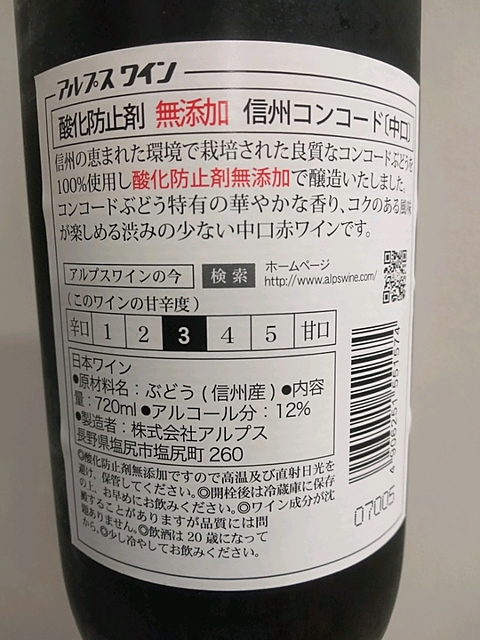 アルプス ワイン
酸化防止剤 無添加 信州コンコード(中口)
信州の恵まれた環境で栽培された良質なコンコードぶどうを
100%使用し酸化防止剤無添加で醸造いたしました。
コンコードぶどう特有の華やかな香り、コクのある風味
が楽しめる渋みの少ない中口赤ワインです。
アルプスワインの今 検索 ホームページ
http://www.alpswine.com/
(このワインの甘辛度)
辛口 1 2 3 4 5 甘口
日本ワイン
●原材料名:ぶどう(信州産)●内容
量:720ml ●アルコール分:12%
●製造者:株式会社アルプス
長野県塩尻市塩尻町 260
◎酸化防止剤無添加ですので高温及び直射日光を
避け、保管してください。◎開栓後は冷蔵庫に保存
の上、お早めにお飲みください。◎ワイン成分が沈
殿することがありますが品質には問
題ありません。◎飲酒は20歳になって
から。◎少し冷やしてお飲みください。
4 906251 551574
07006